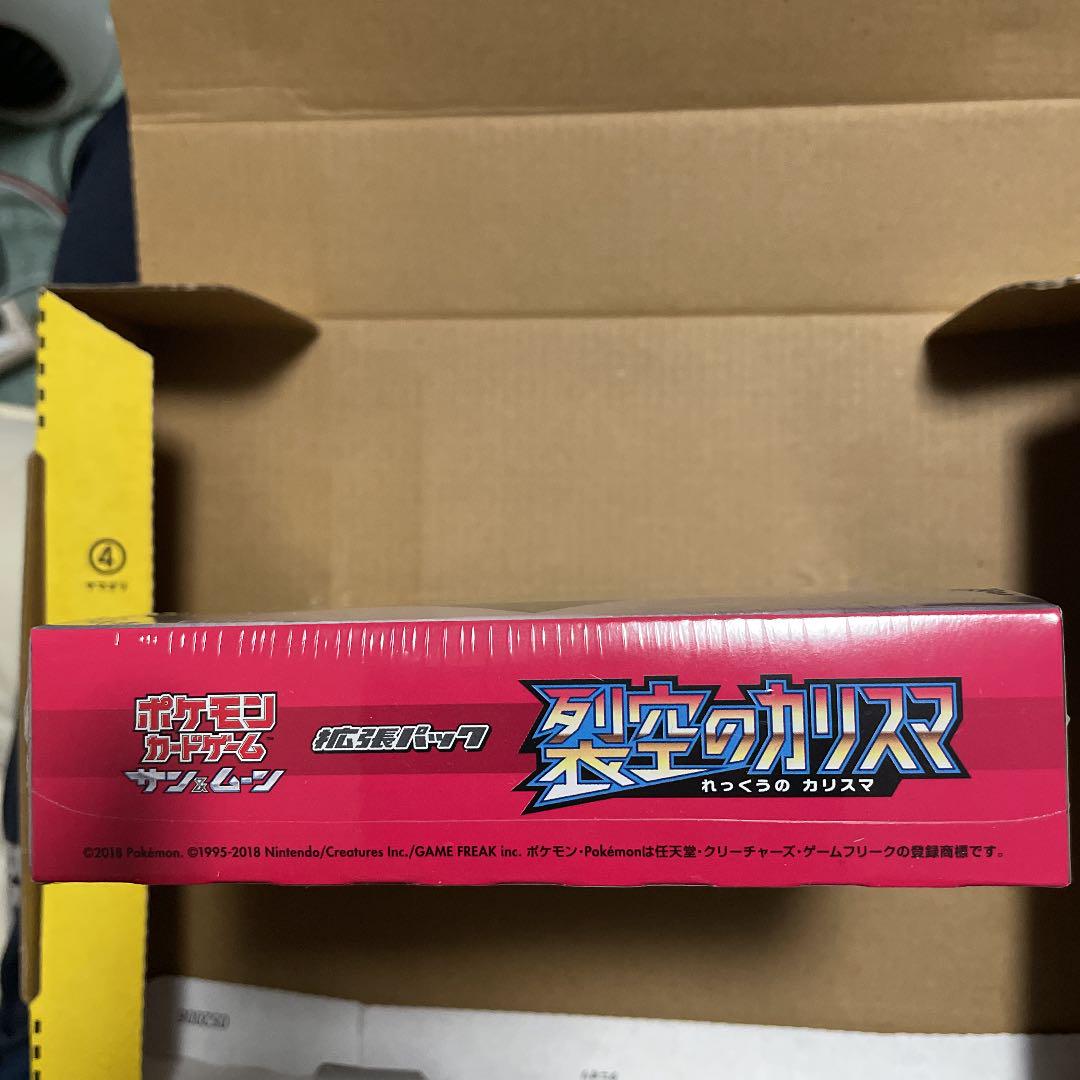 ④
ポケモン
カードゲーム™
サン&ムーン
拡張パック
裂空のカリスマ
れっくうの カリスマ
©2018 Pokémon. ©1995-2018 Nintendo/Creatures Inc./GAME FREAK inc. ポケモン・Pokémonは任天堂・クリーチャーズ・ゲームフリークの登録商標です。